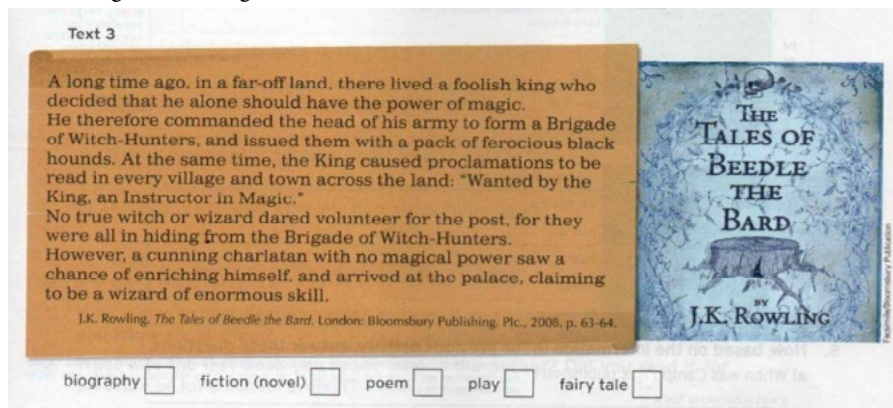 Text 3
A long time ago, in a far-off land, there lived a foolish king who
decided that he alone should have the power of magic.
He therefore commanded the head of his army to form a Brigade
of Witch-Hunters, and issued them with a pack of ferocious black
hounds. At the same time, the King caused proclamations to be
read in every village and town across the land: "Wanted by the
King, an Instructor in Magic."
No true witch or wizard dared volunteer for the post, for they
were all in hiding from the Brigade of Witch-Hunters.
However, a cunning charlatan with no magical power saw a
chance of enriching himself, and arrived at the palace, claiming
to be a wizard of enormous skill.
J.K. Rowling. The Tales of Beedle the Bard. London: Bloomsbury Publishing. Plc., 2008. p. 63-64.
THE
TALES OF
BEEDLE
THE
BARD
BY
J.K. ROWLING
Facsimile/Bloomsbury Publication
biography fiction (novel) poem play fairy tale